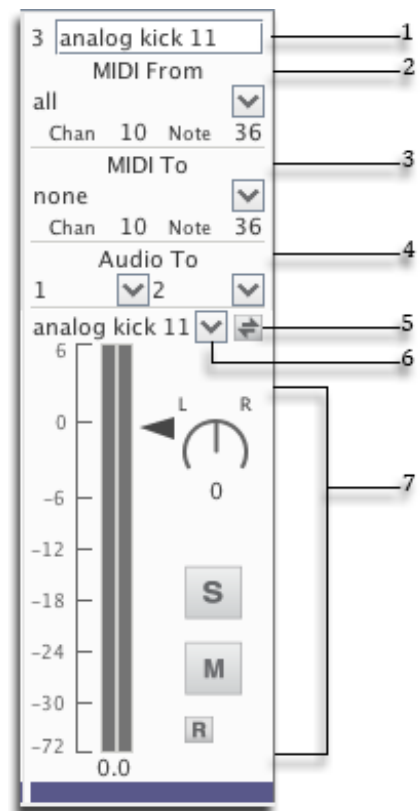 3 analog kick 11
MIDI From
all
Chan 10 Note 36
MIDI To
none
Chan 10 Note 36
Audio To
1 2
analog kick 11
6
0
-6
-12
-18
-24
-30
-72
0.0
L R
0
S
M
R
1
2
3
4
5
6
7